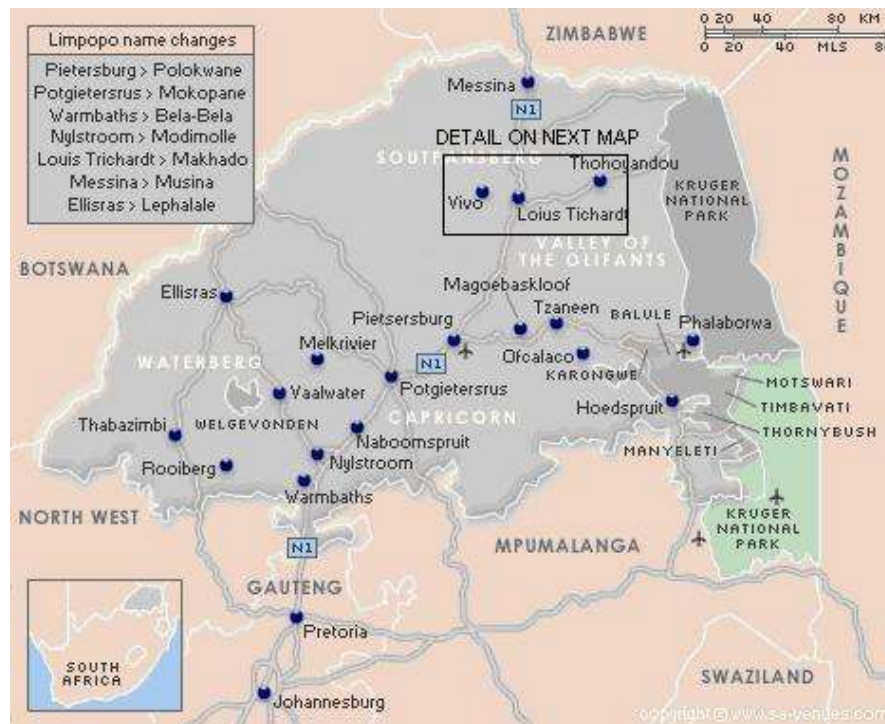 Limpopo name changes
Pietersburg > Polokwane
Potgietersrus > Mokopane
Warmbaths > Bela-Bela
Nylstroom > Modimolle
Louis Trichardt > Makhado
Messina > Musina
Ellisras > Lephalale
0 20 40 80 KM
0 20 40 MLS 8
ZIMBABWE
Messina
N1
DETAIL ON NEXT MAP
SOUTPANSBERG
Thohoyandou
Vivo
Loius Tichardt
KRUGER
NATIONAL
PARK
MOZAMBIQUE
VALLEY OF
THE OLIFANTS
BOTSWANA
Ellisras
Magoebaskloof
Tzaneen
BALULE
Pietsersburg
Phalaborwa
Melkrivier
N1
Ofcalaco
KARONGWE
WATERBERG
Potgietersrus
MOTSWARI
Vaalwater
Hoedspruit
TIMBAVATI
CAPRICORN
Thabazimbi
WELGEVONDEN
THORNYBUSH
Naboomspruit
MANYELETI
Rooiberg
Nylstroom
Warmbaths
NORTH WEST
KRUGER
NATIONAL
PARK
N1
MPUMALANGA
GAUTENG
Pretoria
SOUTH
AFRICA
SWAZILAND
Johannesburg
copyright©www.sa-venues.com